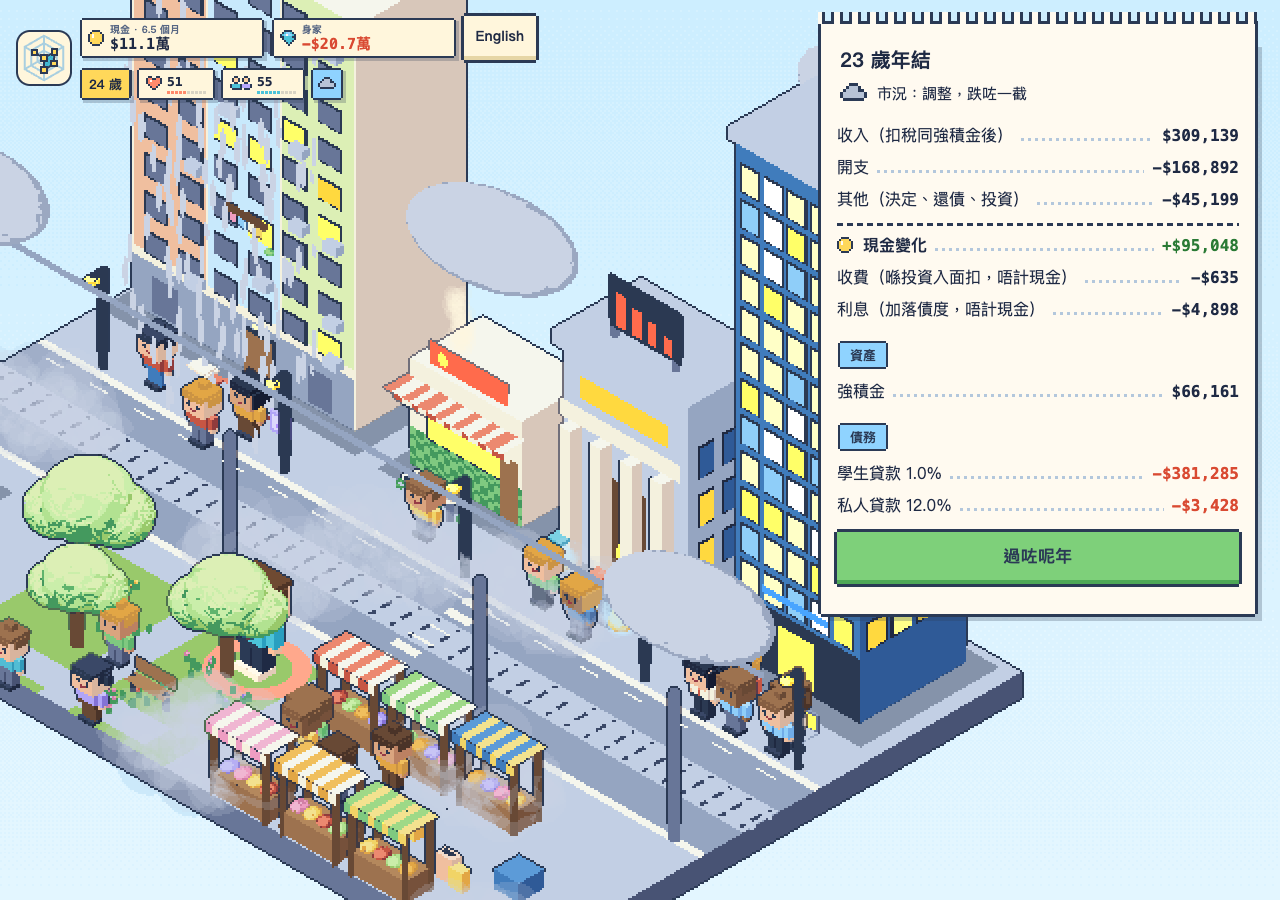 現金 · 6.5 個月
$11.1萬
身家
−$20.7萬
English
24 歲
51
55
23 歲年結
市況：調整，跌咗一截
收入（扣稅同強積金後） $309,139
開支 −$168,892
其他（決定、還債、投資） −$45,199
現金變化 +$95,048
收費（喺投資入面扣，唔計現金） −$635
利息（加落債度，唔計現金） −$4,898
資產
強積金 $66,161
債務
學生貸款 1.0% −$381,285
私人貸款 12.0% −$3,428
過咗呢年